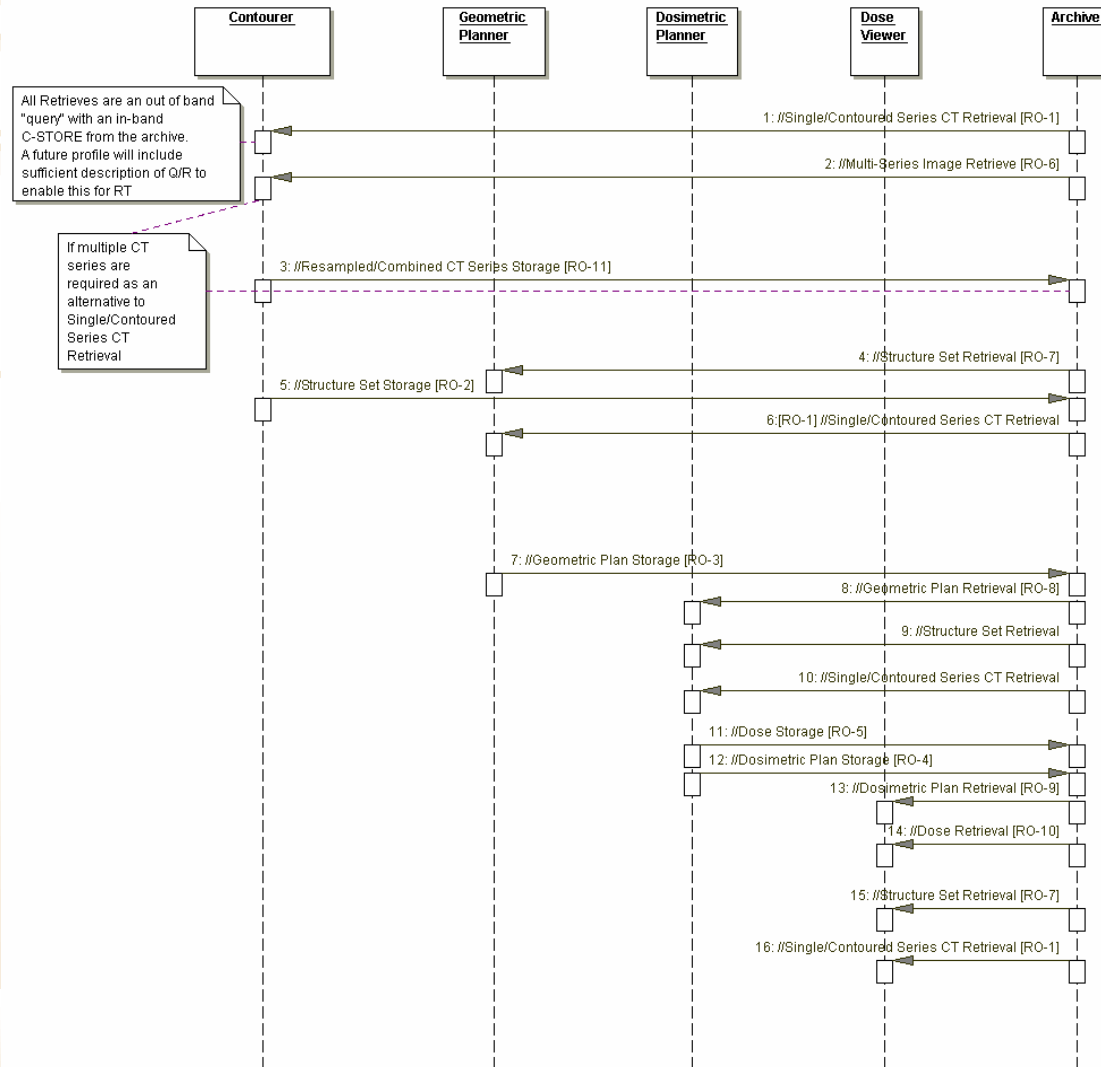 Contourer
Geometric
Planner
Dosimetric
Planner
Dose
Viewer
Archive
All Retrieves are an out of band
"query" with an in-band
C-STORE from the archive.
A future profile will include
sufficient description of Q/R to
enable this for RT
1: //Single/Contoured Series CT Retrieval [RO-1]
2: //Multi-Series Image Retrieve [RO-6]
If multiple CT
series are
required as an
alternative to
Single/Contoured
Series CT
Retrieval
3: //Resampled/Combined CT Series Storage [RO-11]
4: //Structure Set Retrieval [RO-7]
5: //Structure Set Storage [RO-2]
6:[RO-1] //Single/Contoured Series CT Retrieval
7: //Geometric Plan Storage [RO-3]
8: //Geometric Plan Retrieval [RO-8]
9: //Structure Set Retrieval
10: //Single/Contoured Series CT Retrieval
11: //Dose Storage [RO-5]
12: //Dosimetric Plan Storage [RO-4]
13: //Dosimetric Plan Retrieval [RO-9]
14: //Dose Retrieval [RO-10]
15: //Structure Set Retrieval [RO-7]
16: //Single/Contoured Series CT Retrieval [RO-1]